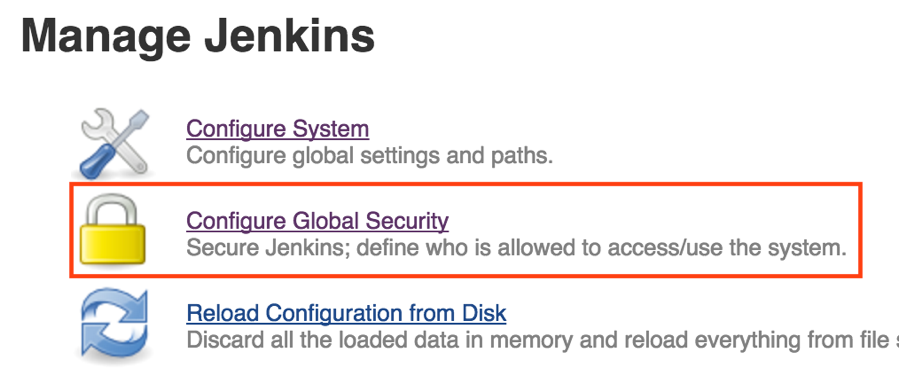 Manage Jenkins
Configure System
Configure global settings and paths.
Configure Global Security
Secure Jenkins; define who is allowed to access/use the system.
Reload Configuration from Disk
Discard all the loaded data in memory and reload everything from file